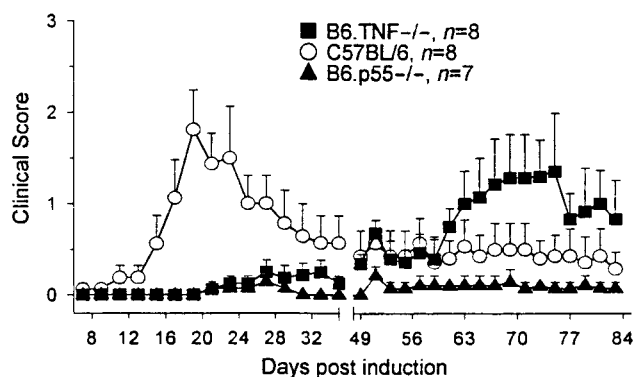 3
2
1
0
Clinical Score
B6.TNF−/−, n=8
C57BL/6, n=8
B6.p55−/−, n=7
8 12 16 20 24 28 32 49 56 63 70 77 84
Days post induction